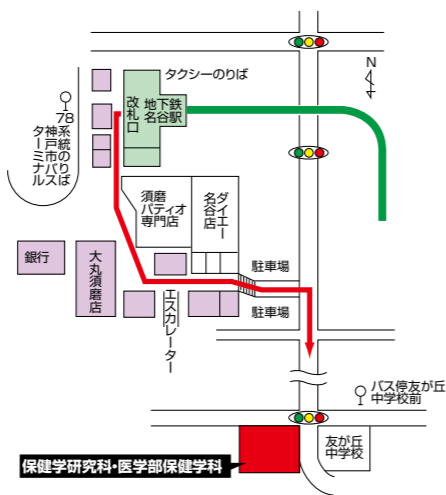 タクシーのりば
N
地下鉄
名谷駅
改札口
78系統のりば
神戸市バス
ターミナル
須磨
パティオ
専門店
ダイエー
名谷店
銀行
大丸須磨店
エスカレーター
駐車場
駐車場
バス停友が丘
中学校前
友が丘
中学校
保健学研究科・医学部保健学科